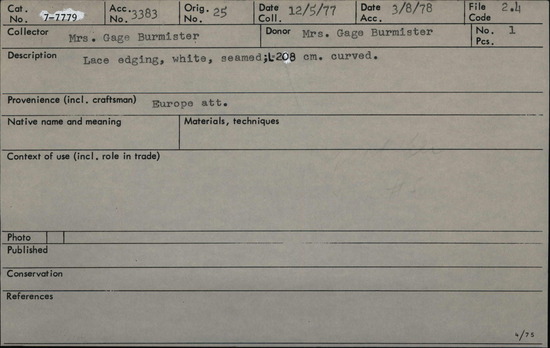 Cat. No. 7-7779 Acc. No. 3383 Orig. No. 25 Date Coll. 12/5/77 Date Acc. 3/8/78 File Code 2.4
Collector Mrs. Gage Burmister Donor Mrs. Gage Burmister No. Pcs. 1
Description Lace edging, white, seamed;L 208 cm. curved.
Provenience (incl. craftsman) Europe att.
Native name and meaning Materials, techniques
Context of use (incl. role in trade)
Photo
Published
Conservation
References
4/75